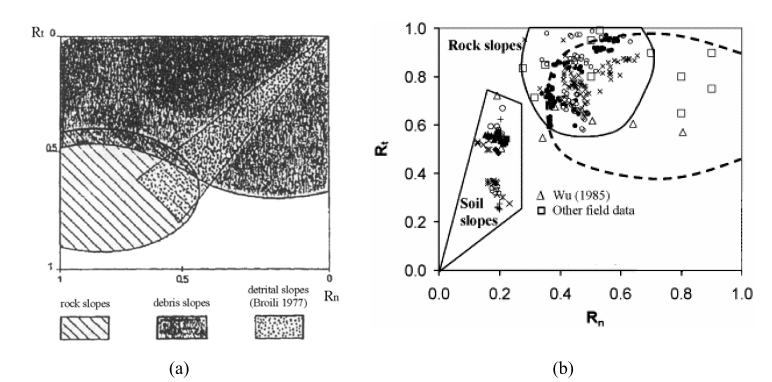 Rt 0
0.5
1
1 0.5 0
Rn
rock slopes debris slopes detrital slopes
(Broili 1977)
(a)
Rt
1.0
0.8
0.6
0.4
0.2
0.0
0.0 0.2 0.4 0.6 0.8 1.0
Rn
Rock slopes
Soil
slopes
△ Wu (1985)
□ Other field data
(b)